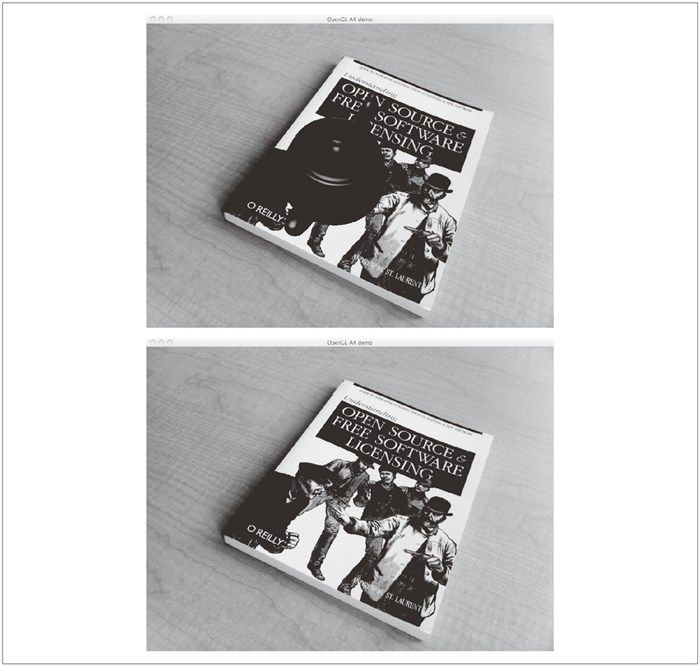 OpenGL AR demo
Understanding
OPEN SOURCE &
FREE SOFTWARE
LICENSING
O REILLY
ST. LAURENT
OpenGL AR demo
Understanding
OPEN SOURCE &
FREE SOFTWARE
LICENSING
O REILLY
ST. LAURENT